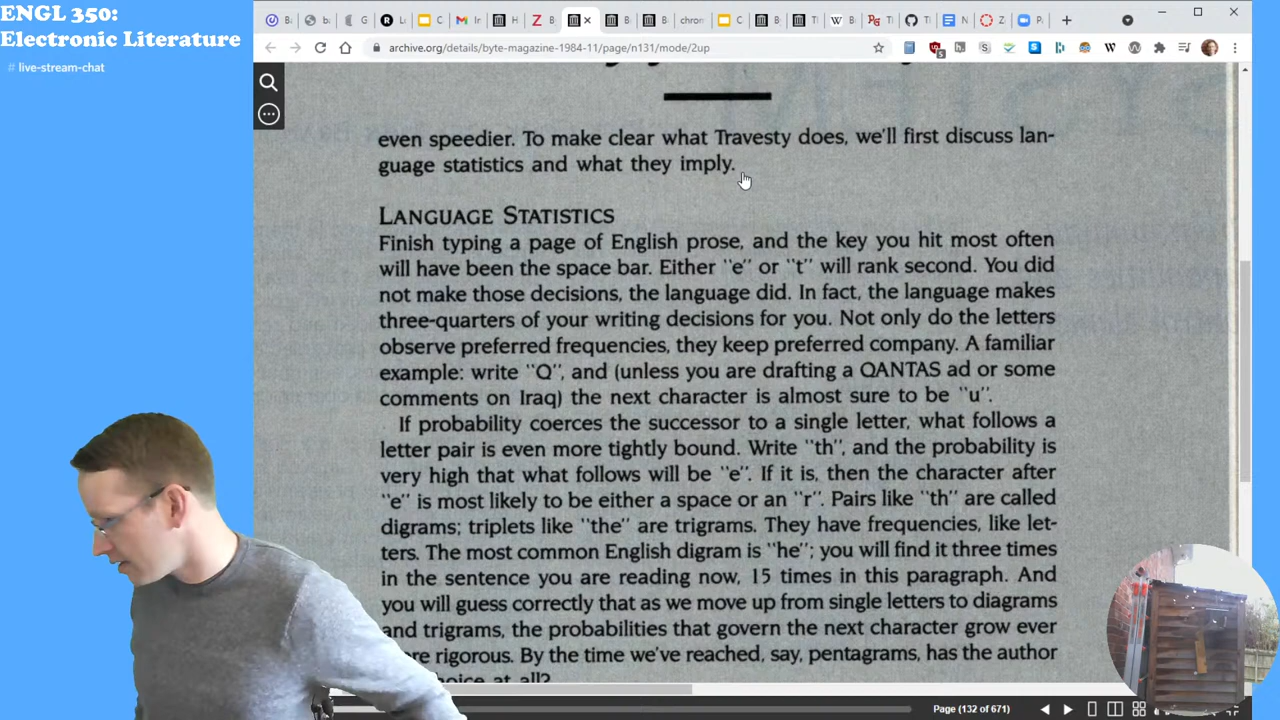 ENGL 350:
Electronic Literature
# live-stream-chat
archive.org/details/byte-magazine-1984-11/page/n131/mode/2up
even speedier. To make clear what Travesty does, we'll first discuss lan-
guage statistics and what they imply.
LANGUAGE STATISTICS
Finish typing a page of English prose, and the key you hit most often
will have been the space bar. Either "e" or "t" will rank second. You did
not make those decisions, the language did. In fact, the language makes
three-quarters of your writing decisions for you. Not only do the letters
observe preferred frequencies, they keep preferred company. A familiar
example: write "Q", and (unless you are drafting a QANTAS ad or some
comments on Iraq) the next character is almost sure to be "u".
If probability coerces the successor to a single letter, what follows a
letter pair is even more tightly bound. Write "th", and the probability is
very high that what follows will be "e". If it is, then the character after
"e" is most likely to be either a space or an "r". Pairs like "th" are called
digrams; triplets like "the" are trigrams. They have frequencies, like let-
ters. The most common English digram is "he"; you will find it three times
in the sentence you are reading now, 15 times in this paragraph. And
you will guess correctly that as we move up from single letters to diagrams
and trigrams, the probabilities that govern the next character grow ever
rigorous. By the time we've reached, say, pentagrams, has the author
at all?
Page (132 of 671)